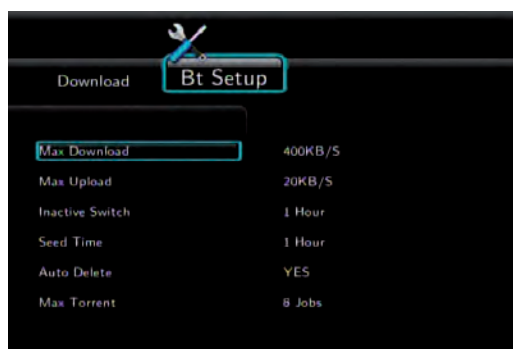 Download
Bt Setup
Max Download 400KB/S
Max Upload 20KB/S
Inactive Switch 1 Hour
Seed Time 1 Hour
Auto Delete YES
Max Torrent 8 Jobs